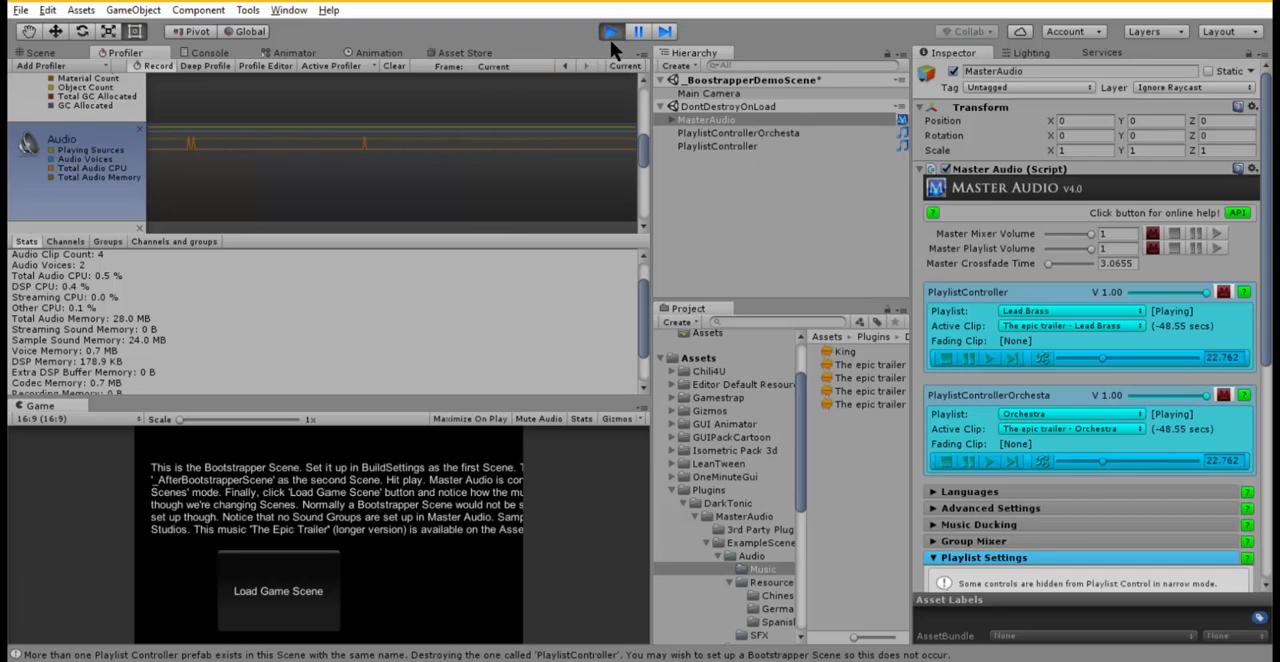 File Edit Assets GameObject Component Tools Window Help
Pivot Global Collab Account Layers Layout
Scene Profiler Console Animator Animation Asset Store
Add Profiler Record Deep Profile Profile Editor Active Profiler Clear Frame: Current Current
Material Count
Object Count
Total GC Allocated
GC Allocated
Audio
Playing Sources
Audio Voices
Total Audio CPU
Total Audio Memory
Stats Channels Groups Channels and groups
Audio Clip Count: 4
Audio Voices: 2
Total Audio CPU: 0.5 %
DSP CPU: 0.4 %
Streaming CPU: 0.0 %
Other CPU: 0.1 %
Total Audio Memory: 28.0 MB
Streaming Sound Memory: 0 B
Sample Sound Memory: 24.0 MB
Voice Memory: 0.7 MB
DSP Memory: 178.9 KB
Extra DSP Buffer Memory: 0 B
Codec Memory: 0.7 MB
Recording Memory: 0 B
Game
16:9 (16:9) Scale 1x Maximize On Play Mute Audio Stats Gizmos
This is the Bootstrapper Scene. Set it up in BuildSettings as the first Scene. T
'_AfterBootstrapperScene' as the second Scene. Hit play. Master Audio is con
Scenes' mode. Finally, click 'Load Game Scene' button and notice how the mu
though we're changing Scenes. Normally a Bootstrapper Scene would not be s
set up though. Notice that no Sound Groups are set up in Master Audio. Samp
Studios. This music 'The Epic Trailer' (longer version) is available on the Asse
Load Game Scene
Hierarchy
Create All
_BoostrapperDemoScene*
Main Camera
DontDestroyOnLoad
MasterAudio
PlaylistControllerOrchesta
PlaylistController
Project
Create
Assets
Assets
Chili4U
Editor Default Resour
Gamestrap
Gizmos
GUI Animator
GUIPackCartoon
Isometric Pack 3d
LeanTween
OneMinuteGui
Plugins
DarkTonic
MasterAudio
3rd Party Plug
ExampleScene
Audio
Music
Resource
Chines
Germa
Spanis
SFX
Assets Plugins D
King
The epic trailer
The epic trailer
The epic trailer
The epic trailer
Inspector Lighting Services
MasterAudio Static
Tag Untagged Layer Ignore Raycast
Transform
Position X 0 Y 0 Z 0
Rotation X 0 Y 0 Z 0
Scale X 1 Y 1 Z 1
Master Audio (Script)
MASTER AUDIO V4.0
? Click button for online help! API
Master Mixer Volume 1
Master Playlist Volume 1
Master Crossfade Time 3.0655
PlaylistController V 1.00 ?
Playlist: Lead Brass [Playing]
Active Clip: The epic trailer - Lead Brass (-48.55 secs)
Fading Clip: [None]
22.762
PlaylistControllerOrchesta V 1.00 ?
Playlist: Orchestra [Playing]
Active Clip: The epic trailer - Orchestra (-48.55 secs)
Fading Clip: [None]
22.762
Languages ?
Advanced Settings ?
Music Ducking ?
Group Mixer ?
Playlist Settings ?
Some controls are hidden from Playlist Control in narrow mode.
Asset Labels
AssetBundle None None
More than one Playlist Controller prefab exists in this Scene with the same name. Destroying the one called 'PlaylistController'. You may wish to set up a Bootstrapper Scene so this does not occur.